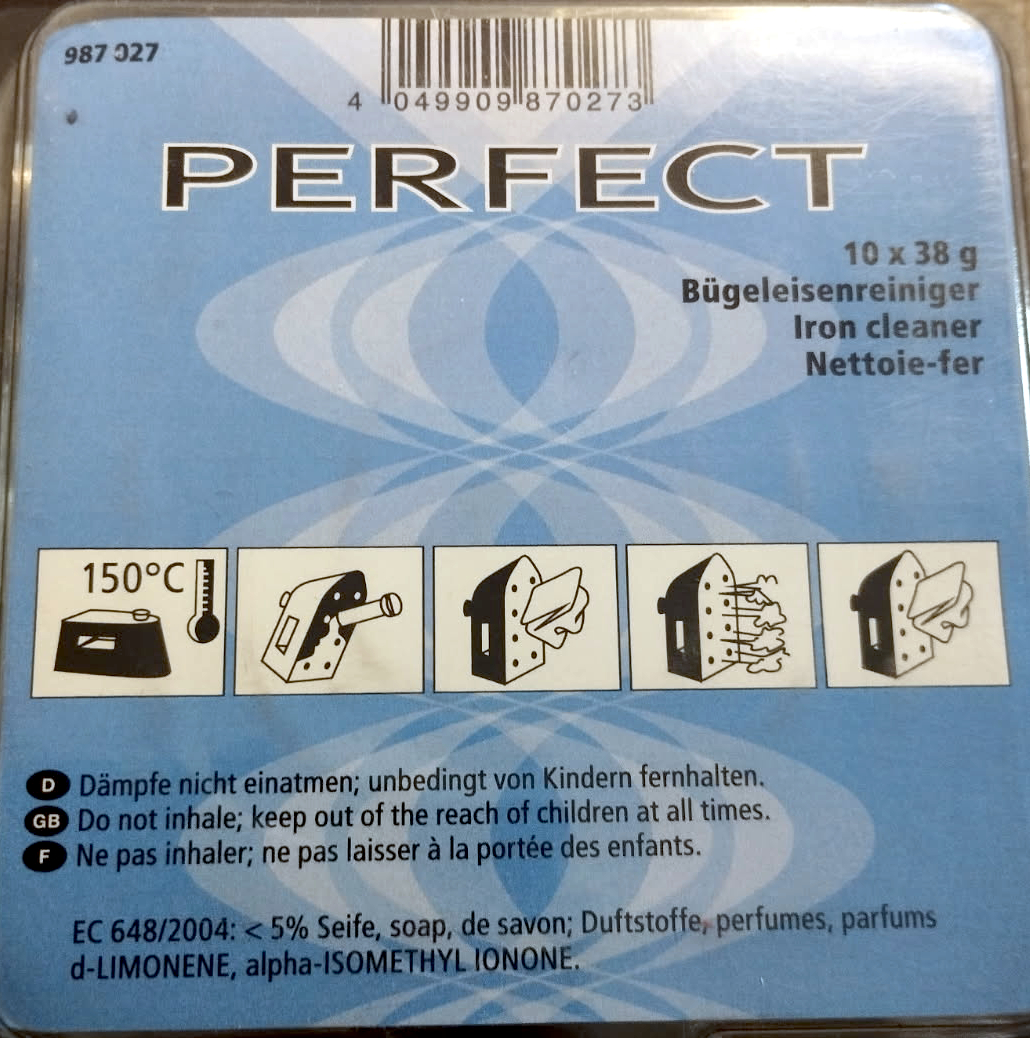 987 027
4 049909 870273
PERFECT
10 x 38 g
Bügeleisenreiniger
Iron cleaner
Nettoie-fer
150°C
D Dämpfe nicht einatmen; unbedingt von Kindern fernhalten.
GB Do not inhale; keep out of the reach of children at all times.
F Ne pas inhaler; ne pas laisser à la portée des enfants.
EC 648/2004: < 5% Seife, soap, de savon; Duftstoffe, perfumes, parfums
d-LIMONENE, alpha-ISOMETHYL IONONE.